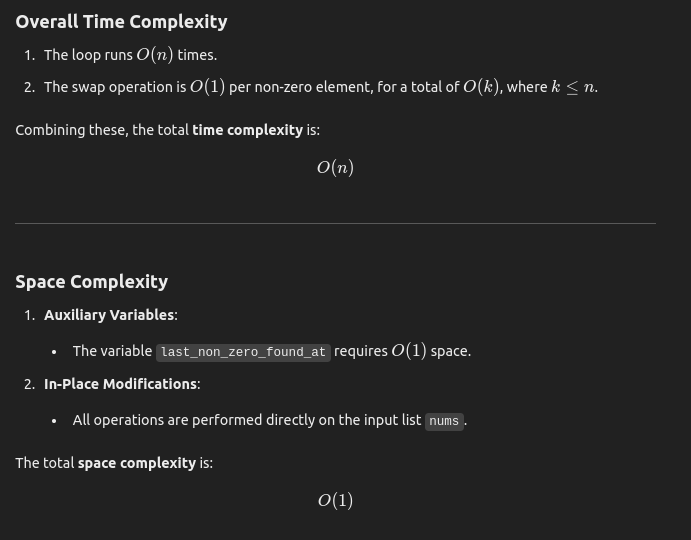 Overall Time Complexity
1. The loop runs O(n) times.
2. The swap operation is O(1) per non-zero element, for a total of O(k), where k ≤ n.
Combining these, the total time complexity is:
O(n)
Space Complexity
1. Auxiliary Variables:
• The variable last_non_zero_found_at requires O(1) space.
2. In-Place Modifications:
• All operations are performed directly on the input list nums.
The total space complexity is:
O(1)